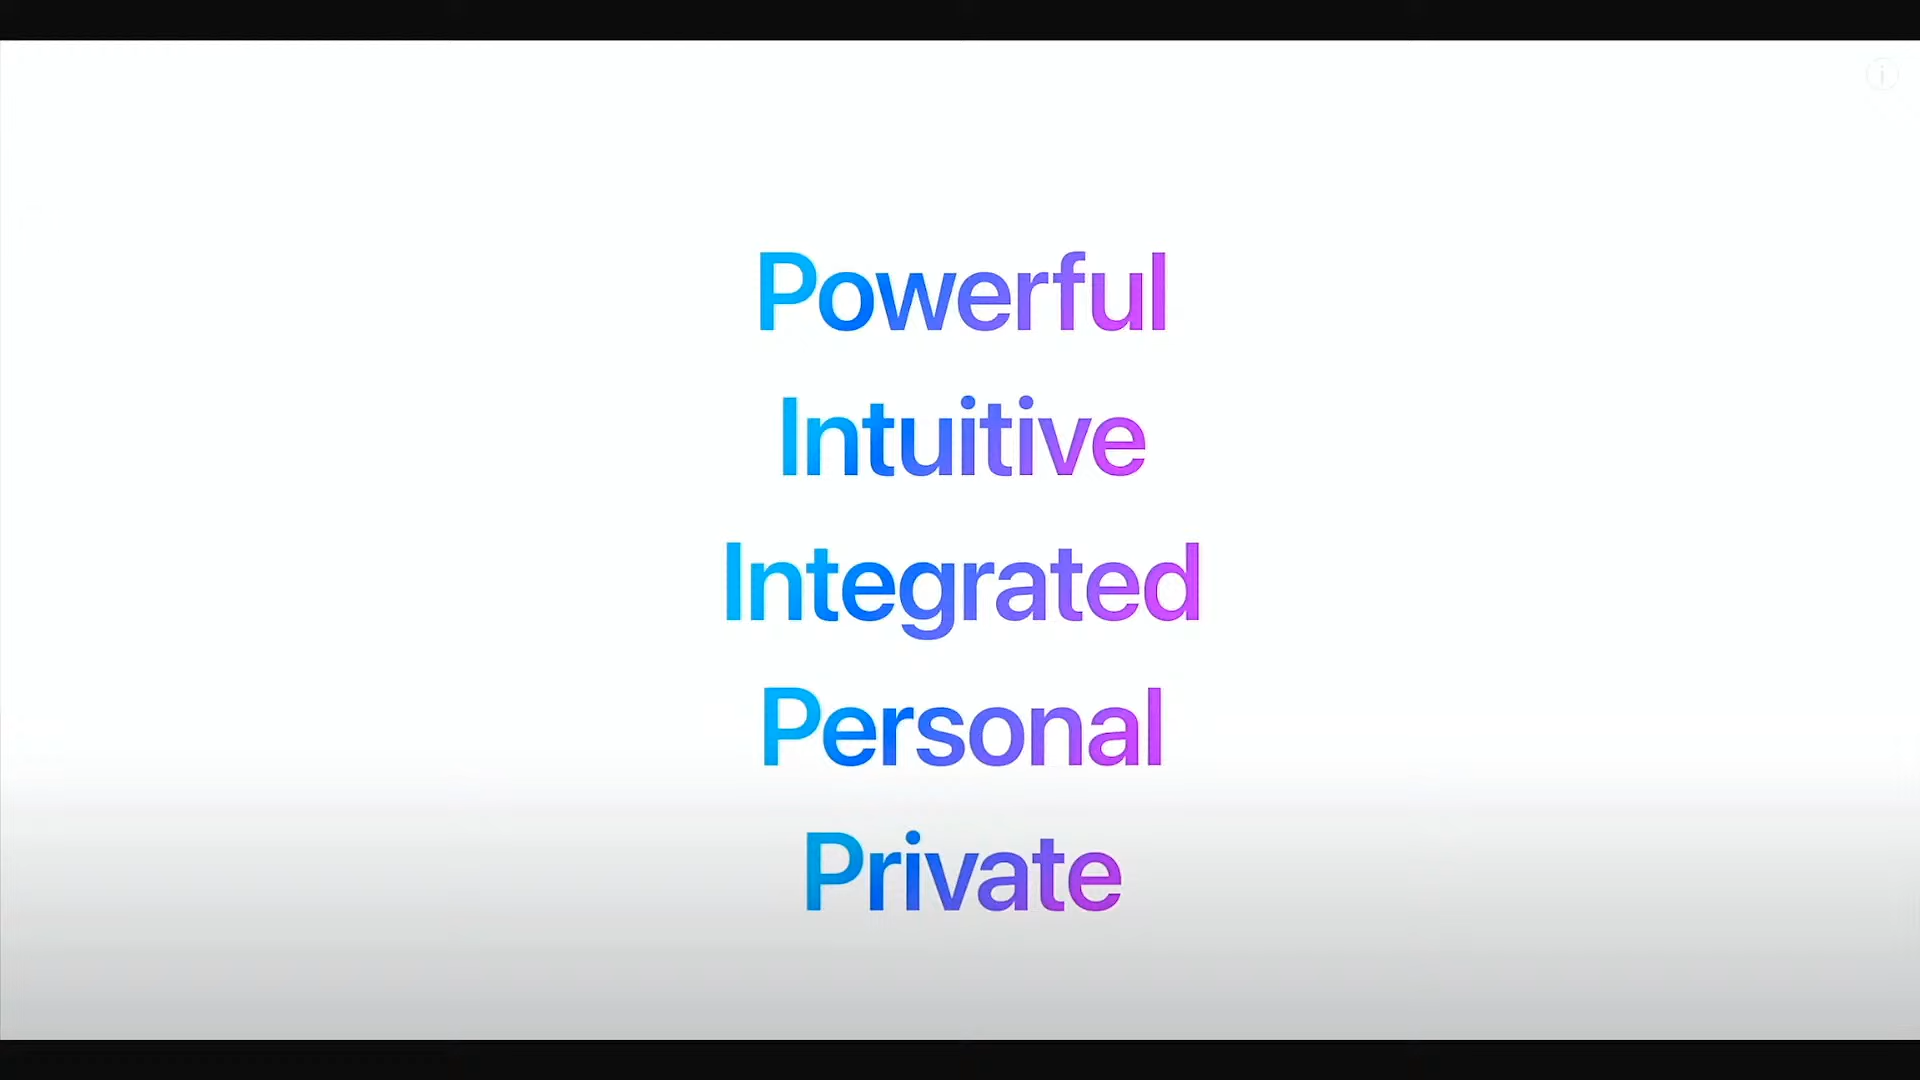 Powerful
Intuitive
Integrated
Personal
Private